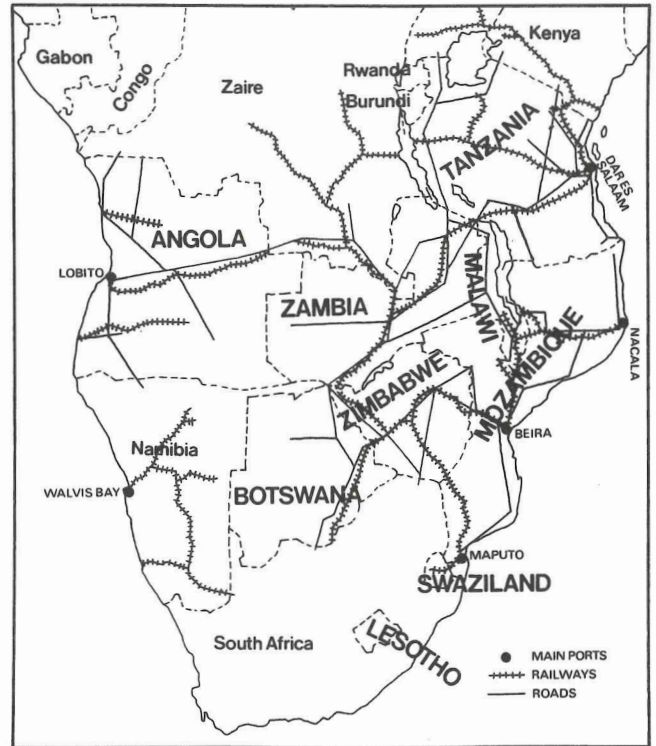 Kenya
Gabon
Congo
Zaire
Rwanda
Burundi
TANZANIA
DAR ES
SALAAM
ANGOLA
LOBITO
ZAMBIA
MALAWI
MOZAMBIQUE
NACALA
ZIMBABWE
BEIRA
Namibia
WALVIS BAY
BOTSWANA
MAPUTO
SWAZILAND
South Africa
LESOTHO
MAIN PORTS
RAILWAYS
ROADS